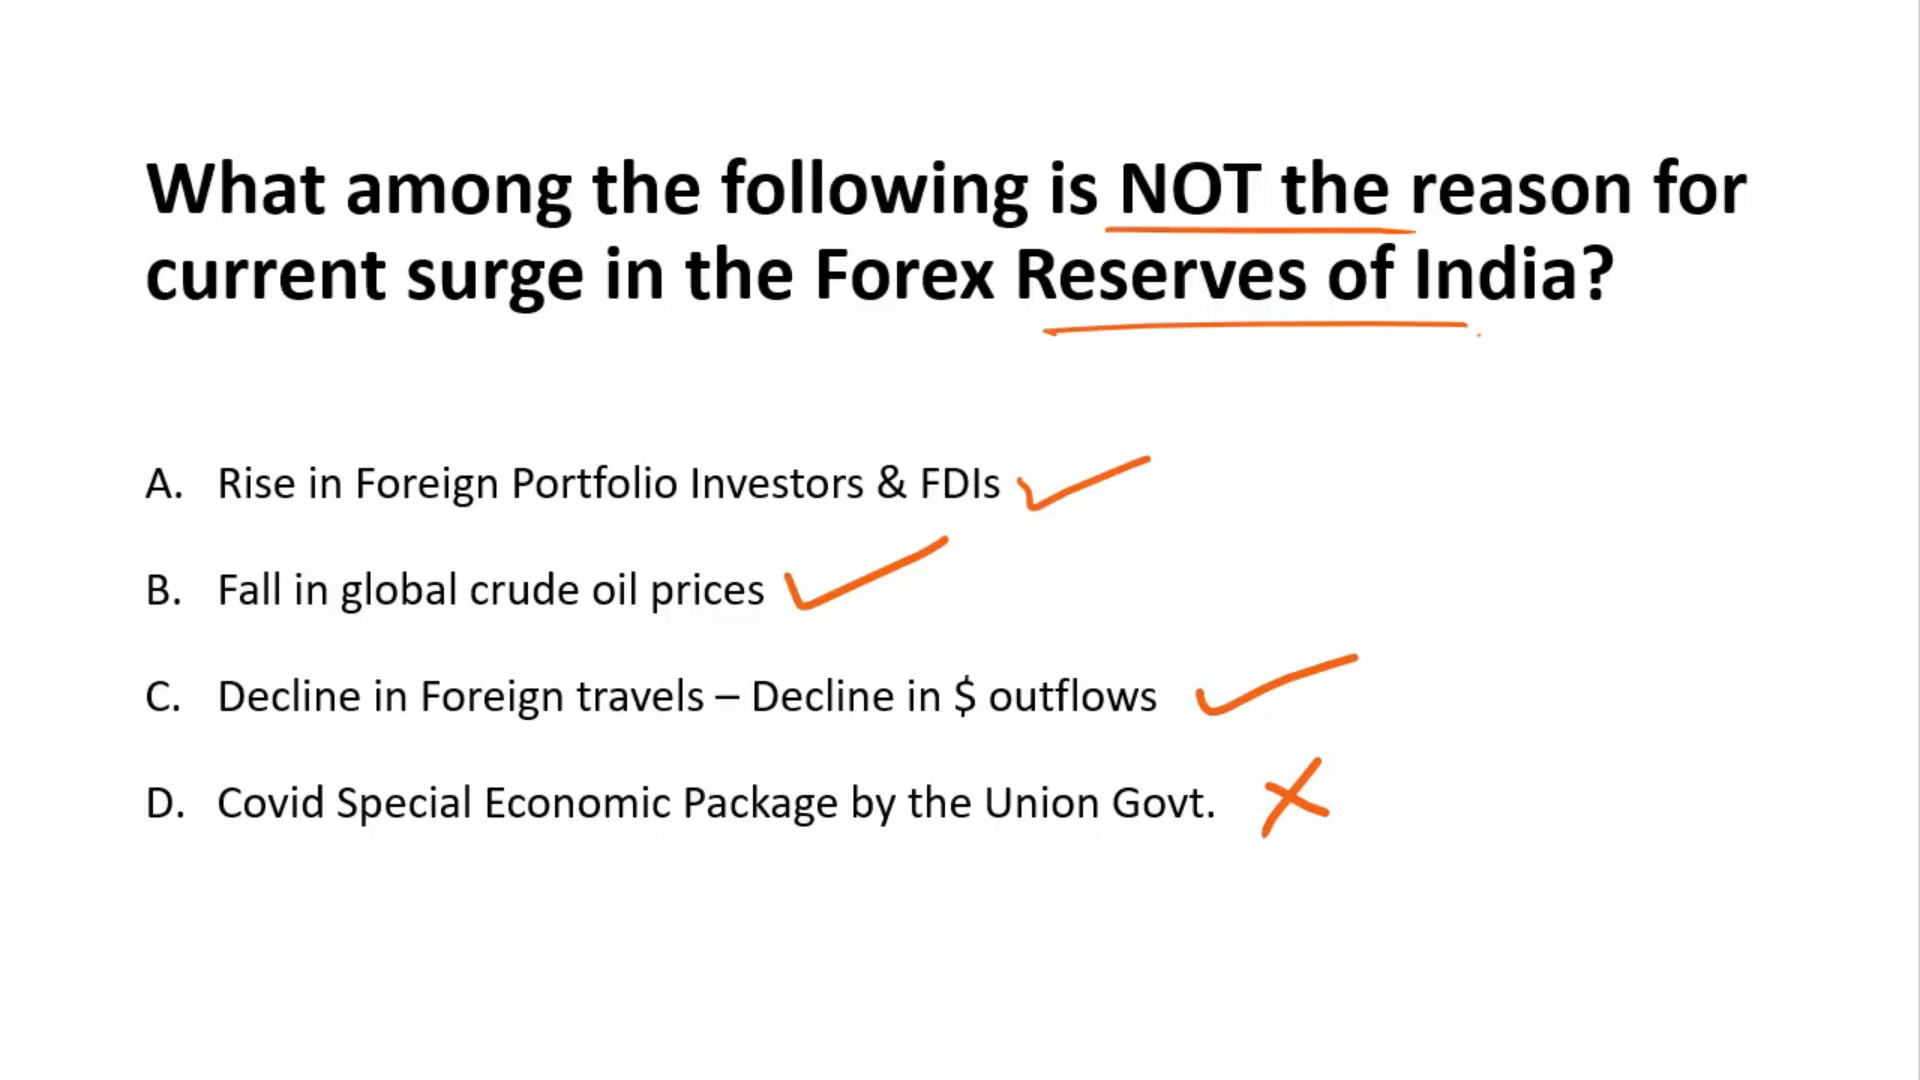 What among the following is NOT the reason for
current surge in the Forex Reserves of India?
A. Rise in Foreign Portfolio Investors & FDIs
B. Fall in global crude oil prices
C. Decline in Foreign travels – Decline in $ outflows
D. Covid Special Economic Package by the Union Govt.